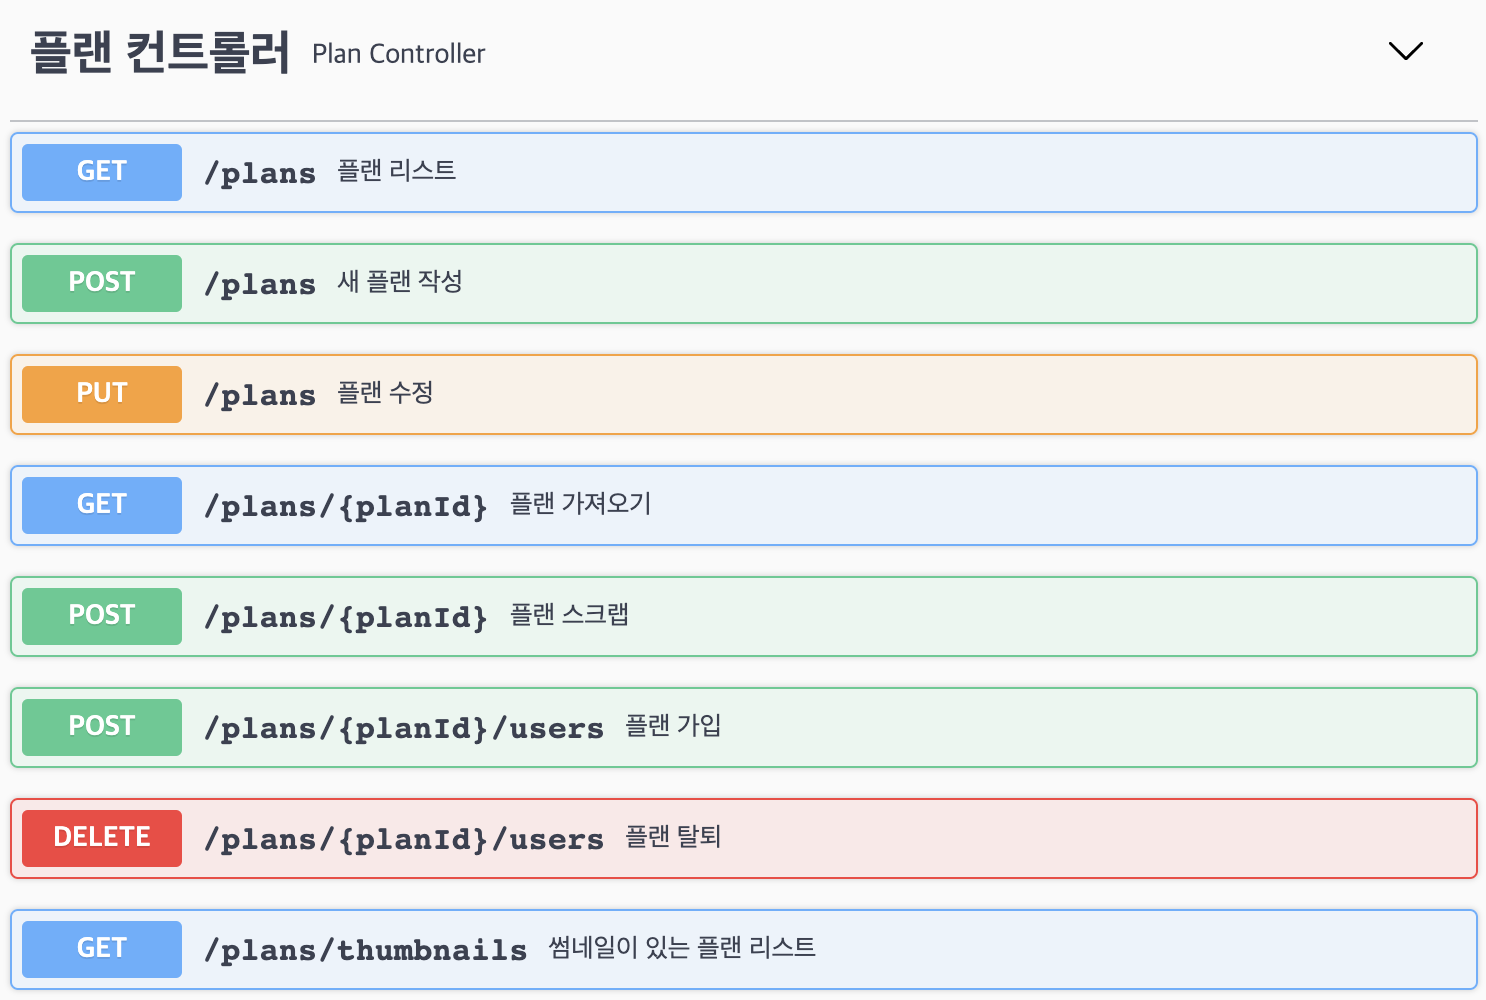 플랜 컨트롤러 Plan Controller
GET /plans 플랜 리스트
POST /plans 새 플랜 작성
PUT /plans 플랜 수정
GET /plans/{planId} 플랜 가져오기
POST /plans/{planId} 플랜 스크랩
POST /plans/{planId}/users 플랜 가입
DELETE /plans/{planId}/users 플랜 탈퇴
GET /plans/thumbnails 썸네일이 있는 플랜 리스트